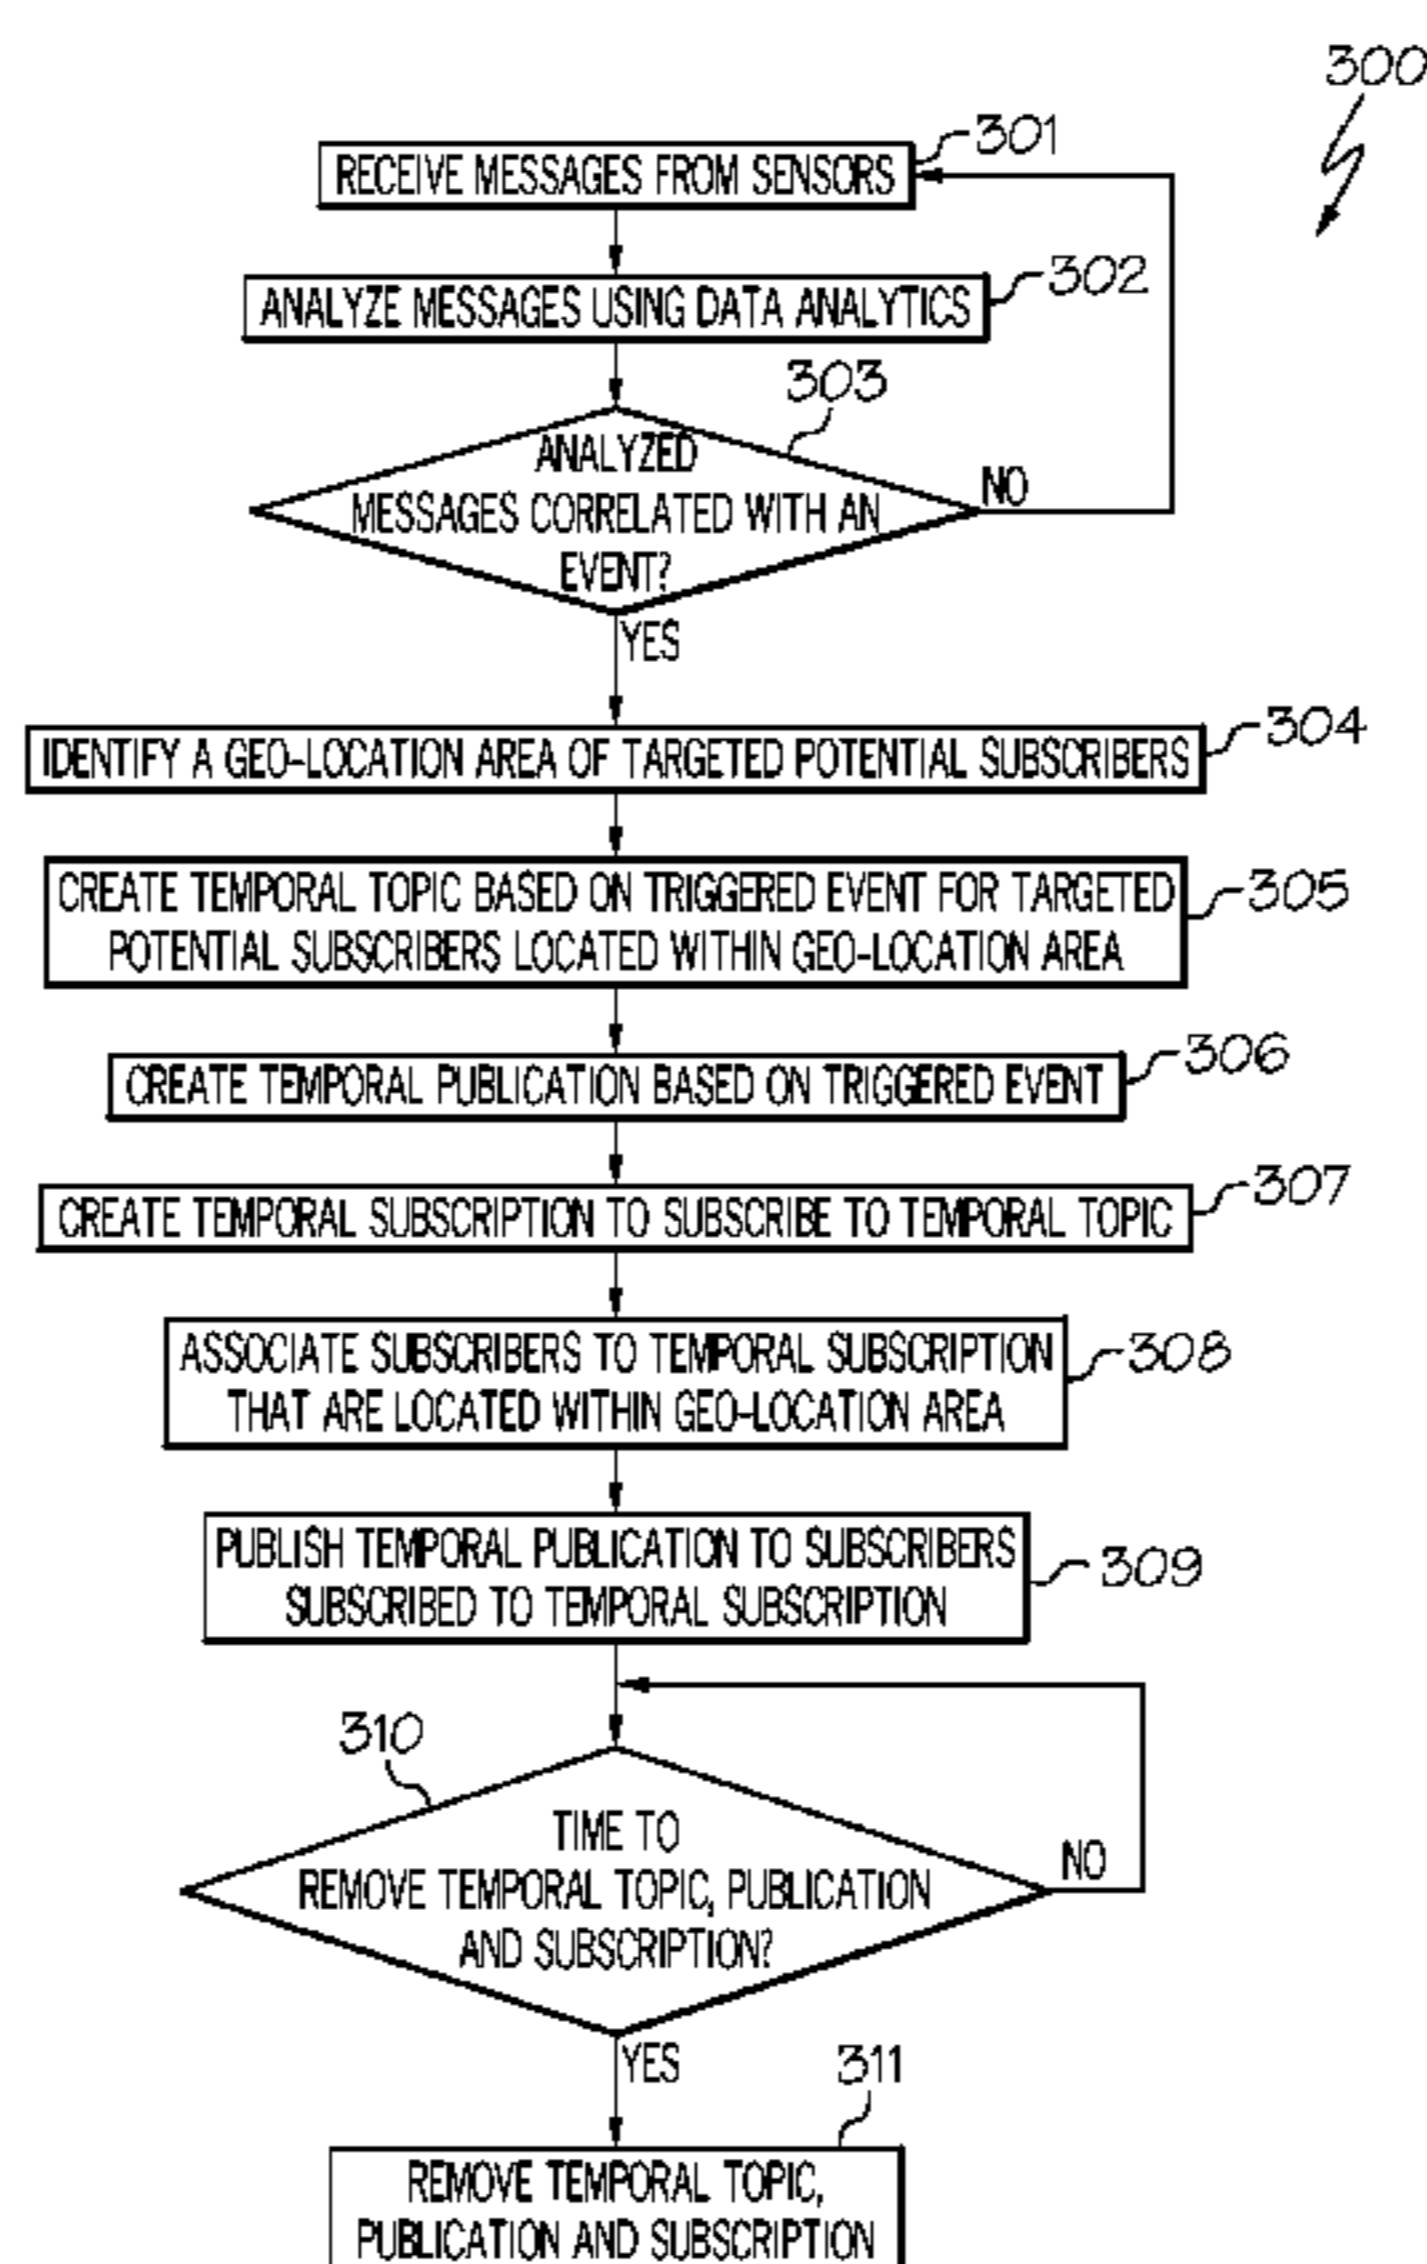 300
301
RECEIVE MESSAGES FROM SENSORS
302
ANALYZE MESSAGES USING DATA ANALYTICS
303
ANALYZED
MESSAGES CORRELATED WITH AN
EVENT?
NO
YES
304
IDENTIFY A GEO-LOCATION AREA OF TARGETED POTENTIAL SUBSCRIBERS
305
CREATE TEMPORAL TOPIC BASED ON TRIGGERED EVENT FOR TARGETED
POTENTIAL SUBSCRIBERS LOCATED WITHIN GEO-LOCATION AREA
306
CREATE TEMPORAL PUBLICATION BASED ON TRIGGERED EVENT
307
CREATE TEMPORAL SUBSCRIPTION TO SUBSCRIBE TO TEMPORAL TOPIC
308
ASSOCIATE SUBSCRIBERS TO TEMPORAL SUBSCRIPTION
THAT ARE LOCATED WITHIN GEO-LOCATION AREA
309
PUBLISH TEMPORAL PUBLICATION TO SUBSCRIBERS
SUBSCRIBED TO TEMPORAL SUBSCRIPTION
310
TIME TO
REMOVE TEMPORAL TOPIC, PUBLICATION
AND SUBSCRIPTION?
NO
YES
311
REMOVE TEMPORAL TOPIC,
PUBLICATION AND SUBSCRIPTION